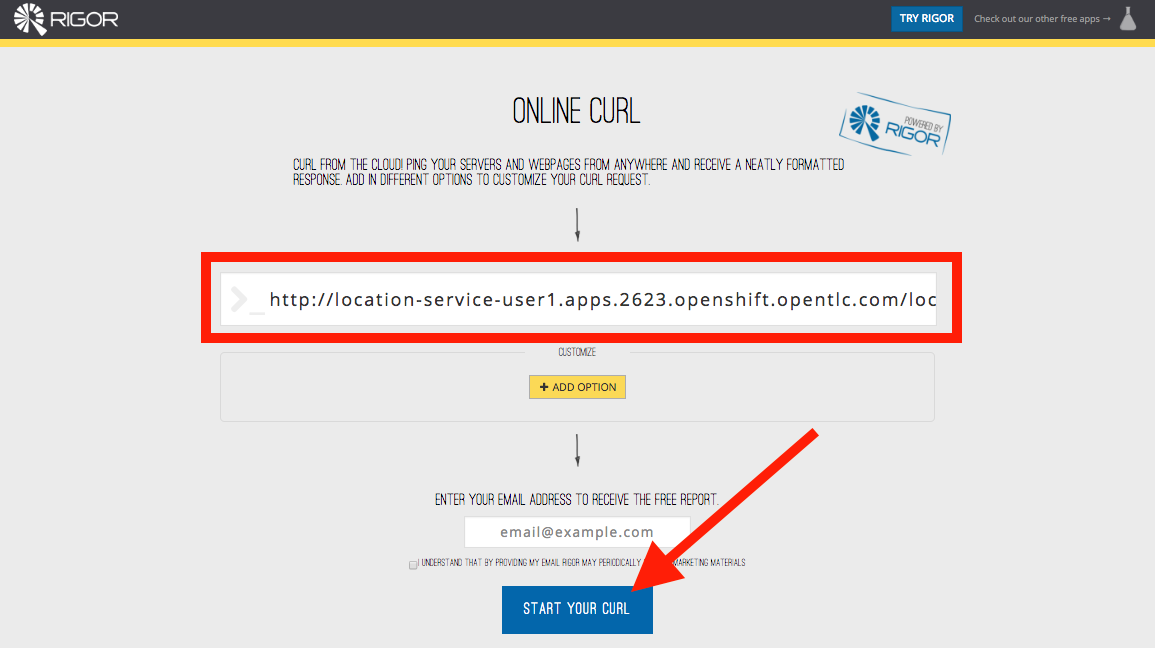 RIGOR
TRY RIGOR
Check out our other free apps →
ONLINE CURL
POWERED BY
RIGOR
CURL FROM THE CLOUD! PING YOUR SERVERS AND WEBPAGES FROM ANYWHERE AND RECEIVE A NEATLY FORMATTED
RESPONSE. ADD IN DIFFERENT OPTIONS TO CUSTOMIZE YOUR CURL REQUEST.
http://location-service-user1.apps.2623.openshift.opentlc.com/loc
CUSTOMIZE
+ ADD OPTION
ENTER YOUR EMAIL ADDRESS TO RECEIVE THE FREE REPORT.
email@example.com
I UNDERSTAND THAT BY PROVIDING MY EMAIL RIGOR MAY PERIODICALLY MARKETING MATERIALS
START YOUR CURL